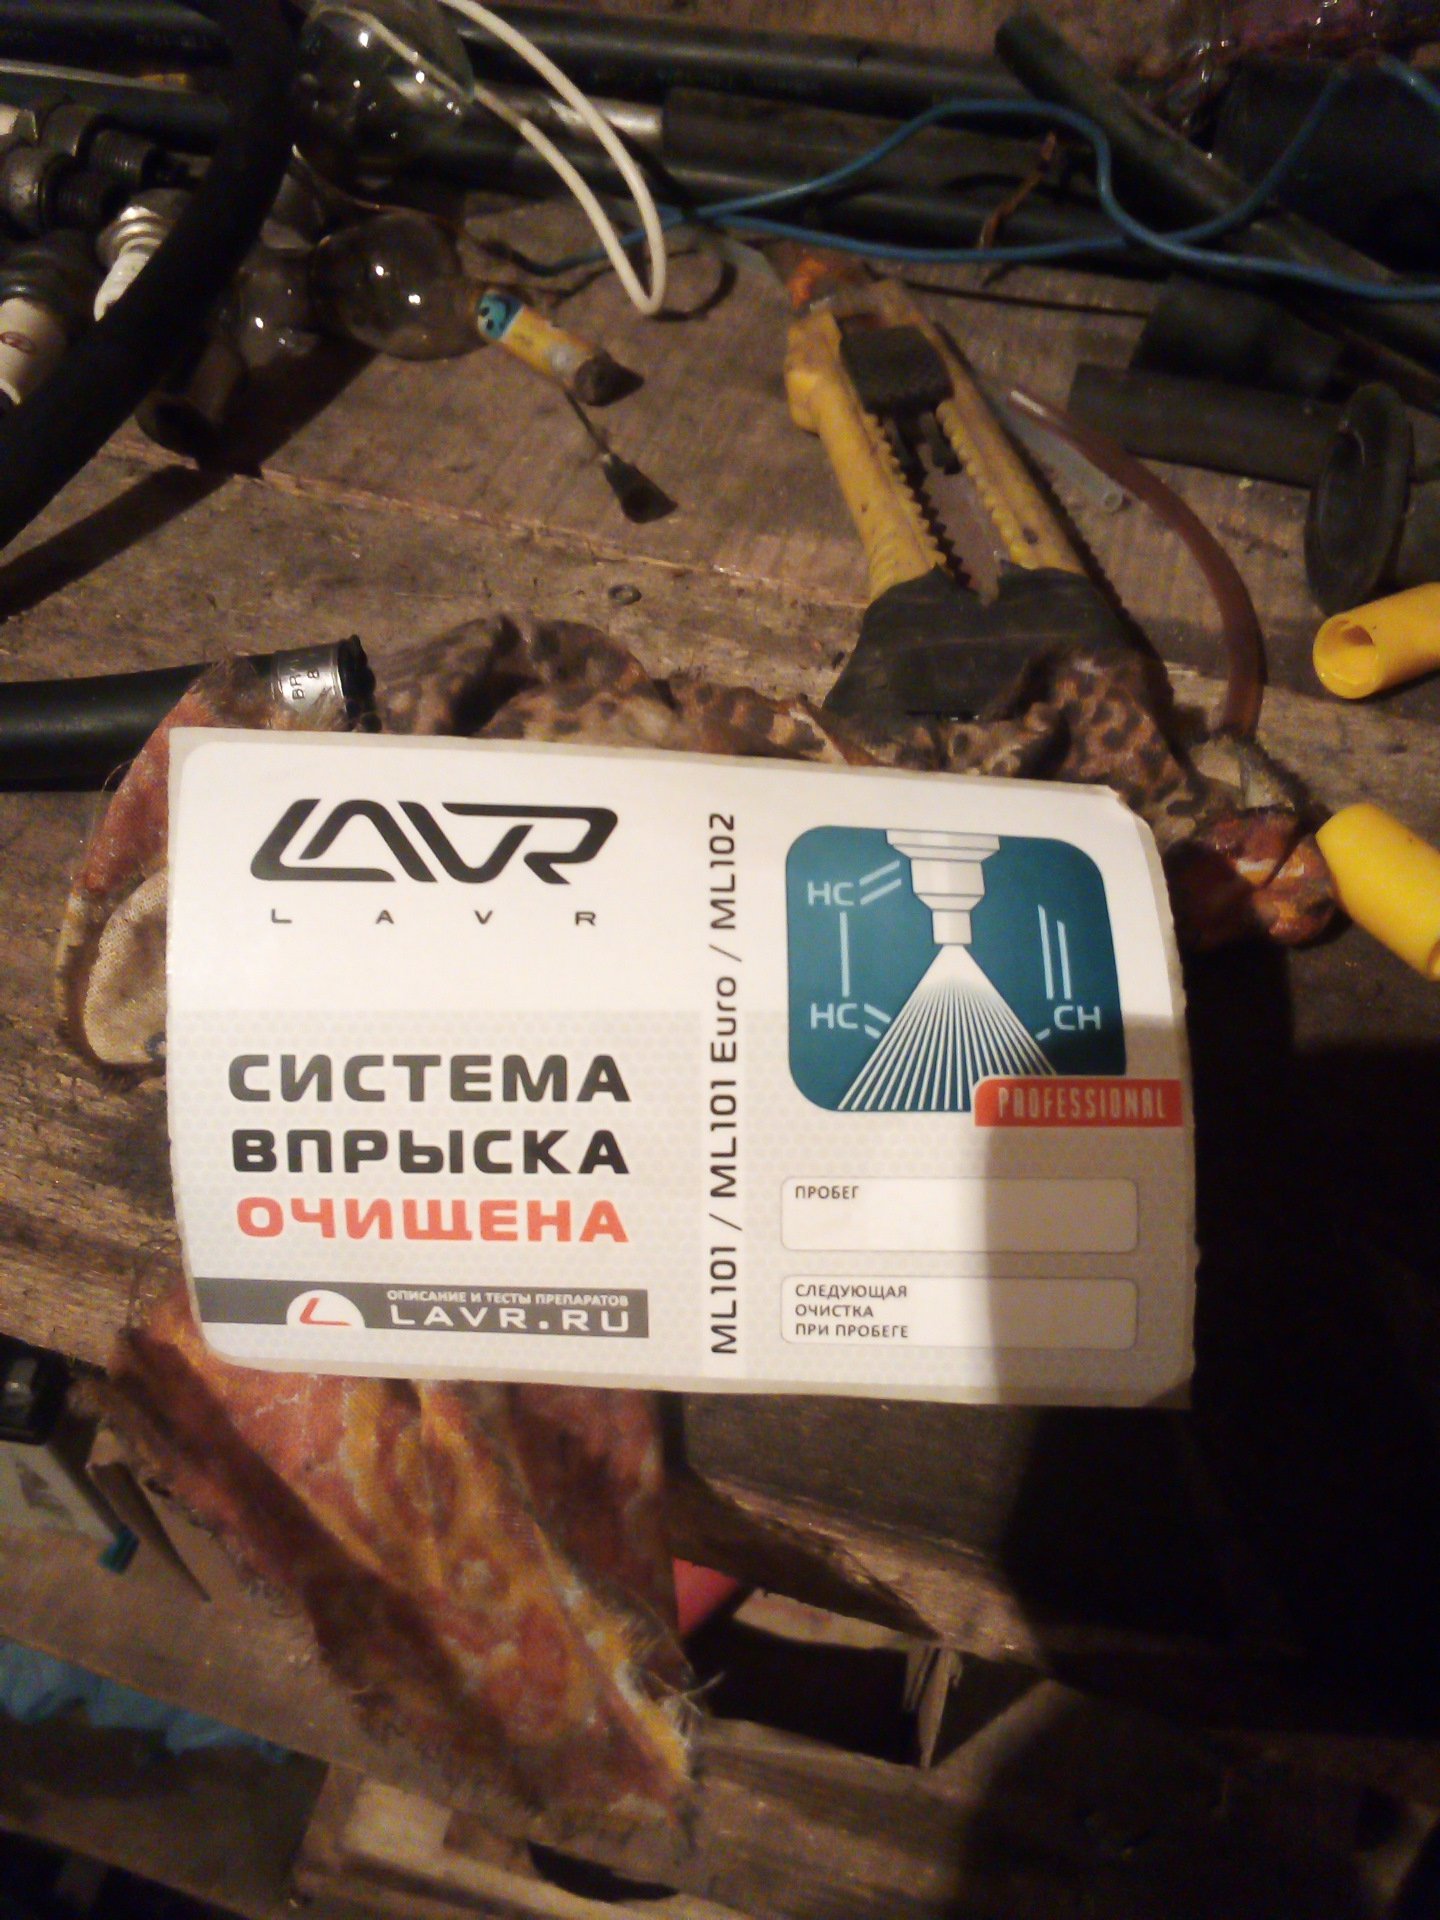 LAVR
LAVR
СИСТЕМА
ВПРЫСКА
ОЧИЩЕНА
ОПИСАНИЕ И ТЕСТЫ ПРЕПАРАТОВ
LAVR.RU
ML101 / ML101 Euro / ML102
HC
HC
CH
PROFESSIONAL
ПРОБЕГ
СЛЕДУЮЩАЯ
ОЧИСТКА
ПРИ ПРОБЕГЕ